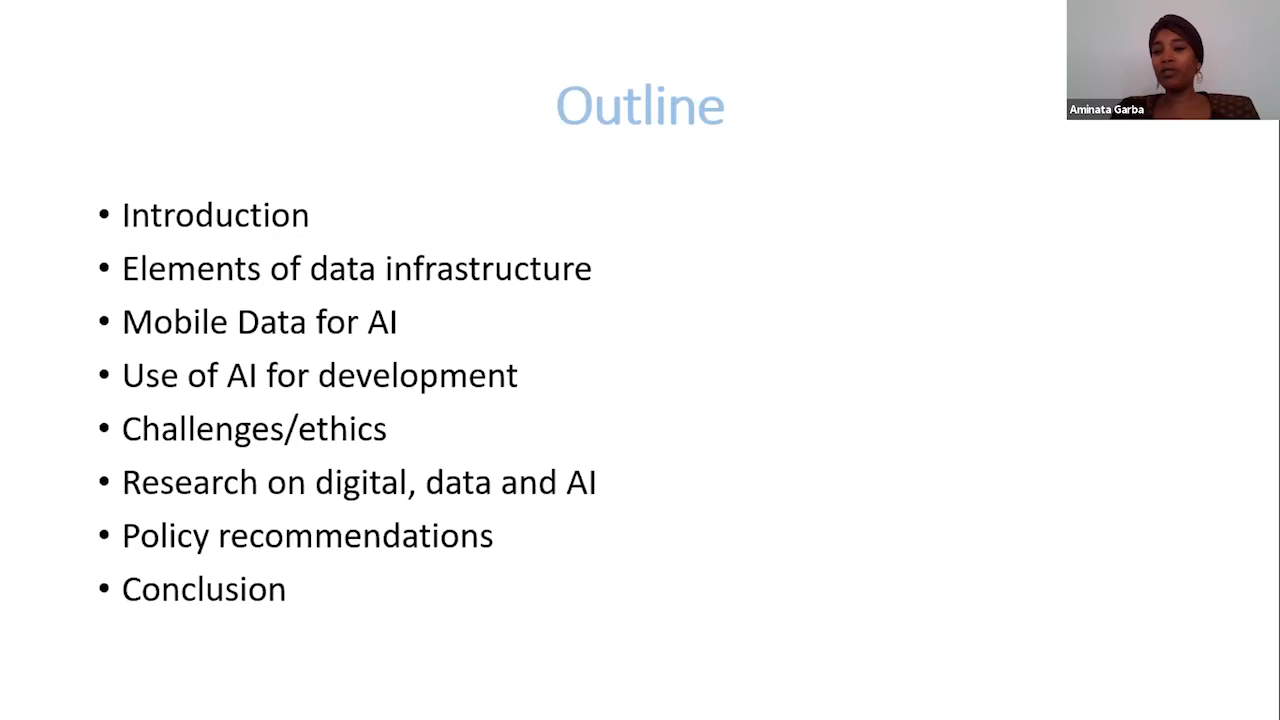 Outline
Aminata Garba
• Introduction
• Elements of data infrastructure
• Mobile Data for AI
• Use of AI for development
• Challenges/ethics
• Research on digital, data and AI
• Policy recommendations
• Conclusion